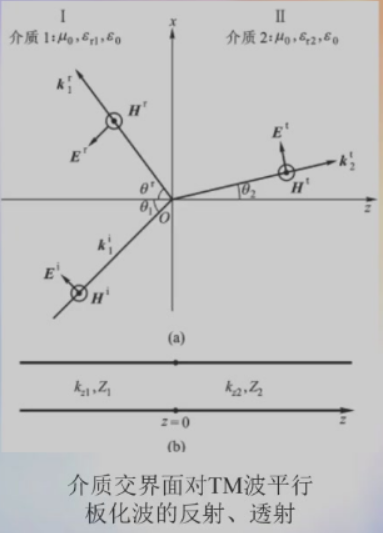 Ⅰ
x
Ⅱ
介质 1:μ₀,εr1,ε₀
介质 2:μ₀,εr2,ε₀
k₁ʳ
Hʳ
Eʳ
Eᵗ
k₂ᵗ
Hᵗ
θʳ
θ₁
θ₂
O
z
k₁ⁱ
Eⁱ
Hⁱ
(a)
kz1,Z₁
kz2,Z₂
z=0
z
(b)
介质交界面对TM波平行
板化波的反射、透射